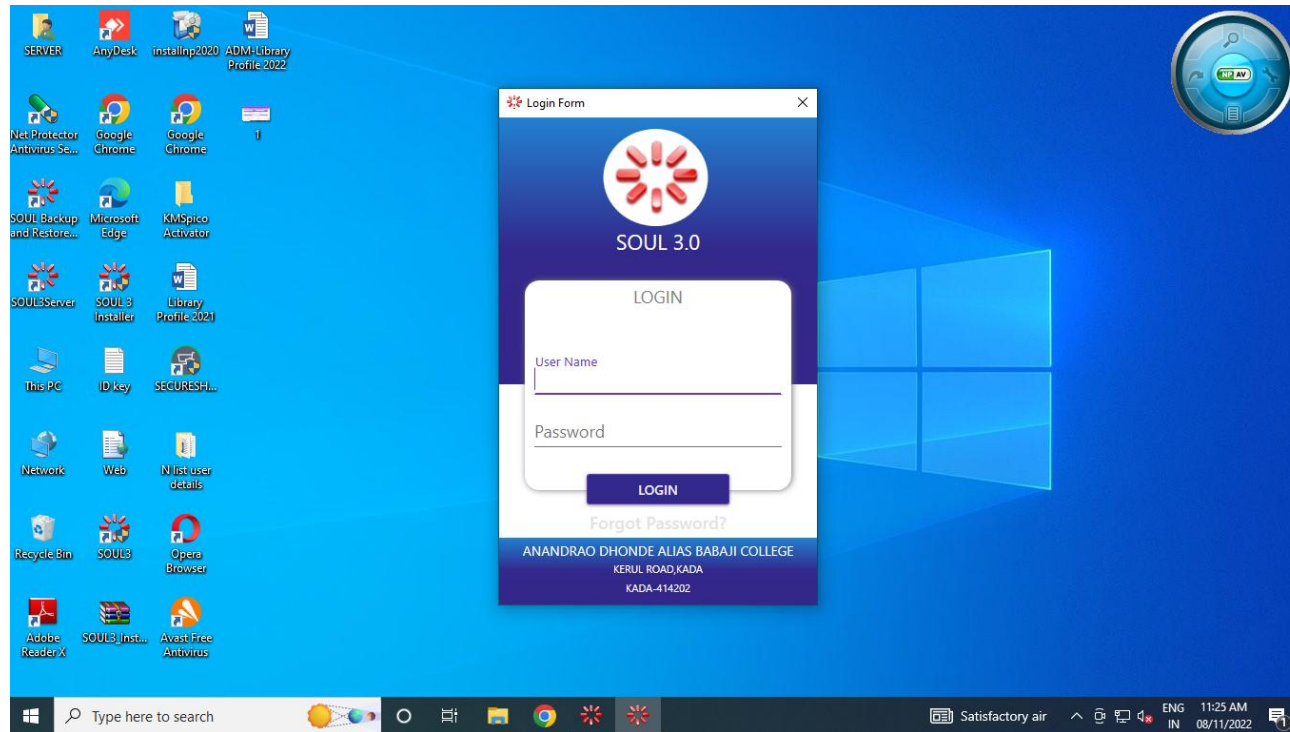 SERVER
AnyDesk
installnp2020
ADM-Library
Profile 2022
Net Protector
Antivirus Se...
Google
Chrome
Google
Chrome
1
SOUL Backup
and Restore...
Microsoft
Edge
KMSpico
Activator
SOUL3Server
SOUL 3
Installer
Library
Profile 2021
This PC
ID key
SECURESH...
Network
Web
N list user
details
Recycle Bin
SOUL3
Opera
Browser
Adobe
Reader X
SOUL3_Inst...
Avast Free
Antivirus
Login Form
SOUL 3.0
LOGIN
User Name
Password
LOGIN
Forgot Password?
ANANDRAO DHONDE ALIAS BABAJI COLLEGE
KERUL ROAD,KADA
KADA-414202
NP AV
Type here to search
Satisfactory air
ENG
IN
11:25 AM
08/11/2022
1